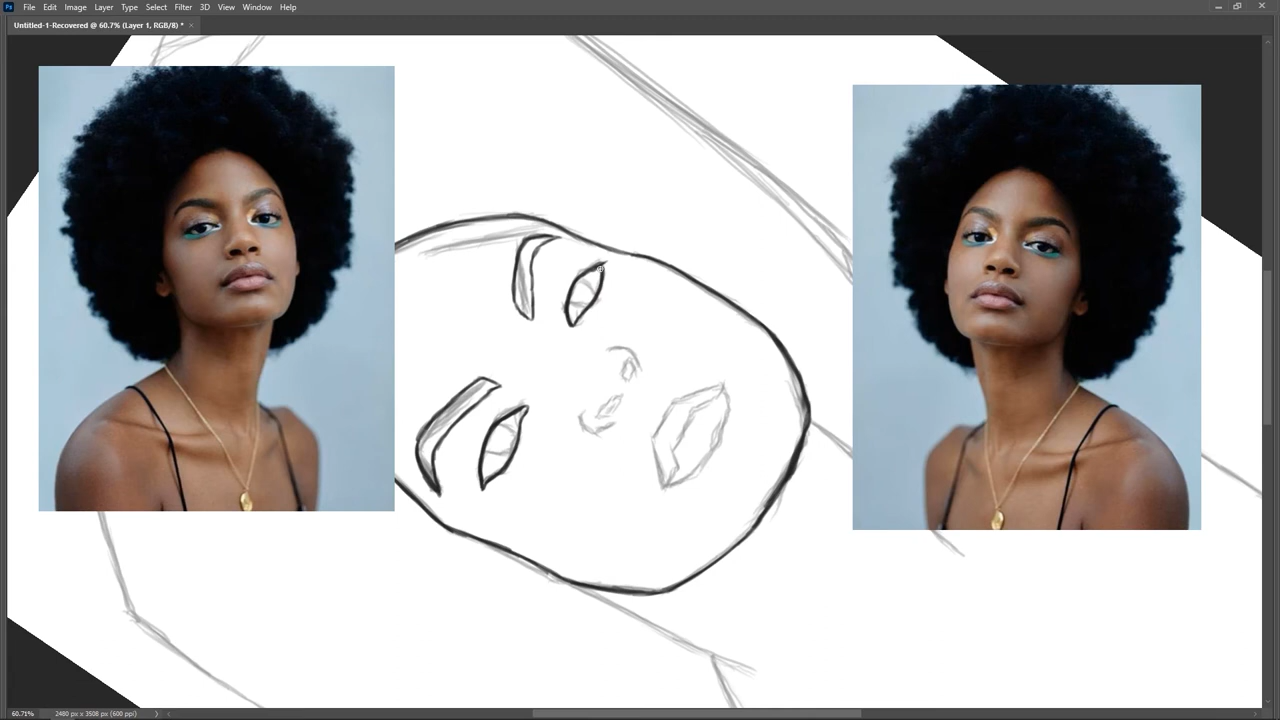 Ps File Edit Image Layer Type Select Filter 3D View Window Help
Untitled-1-Recovered @ 60.7% (Layer 1, RGB/8) *
60.71% 2480 px x 3508 px (600 ppi)